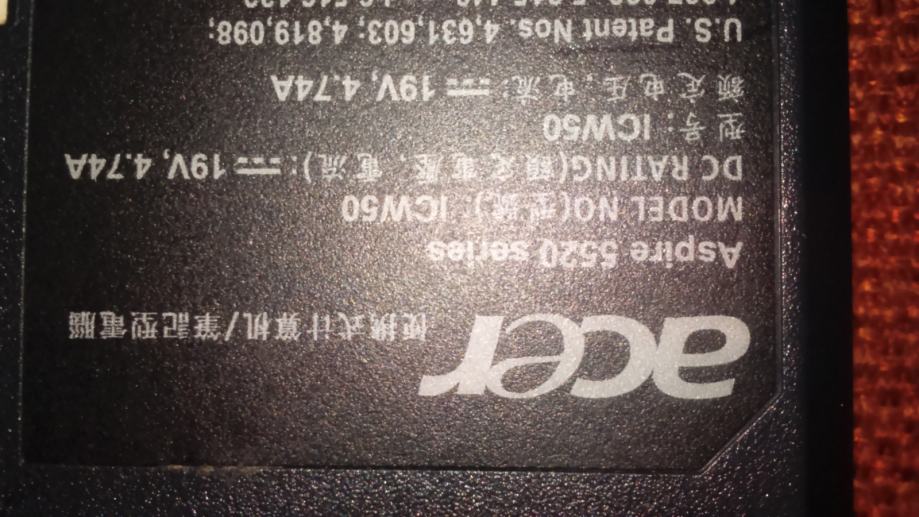 acer 便携式计算机/筆記型電腦
Aspire 5520 series
MODEL NO(型號): ICW50
DC RATING(額定電壓, 電流): ⎓ 19V, 4.74A
型号: ICW50
额定电压, 电流: ⎓ 19V, 4.74A
U.S. Patent Nos. 4,631,603; 4,819,098;